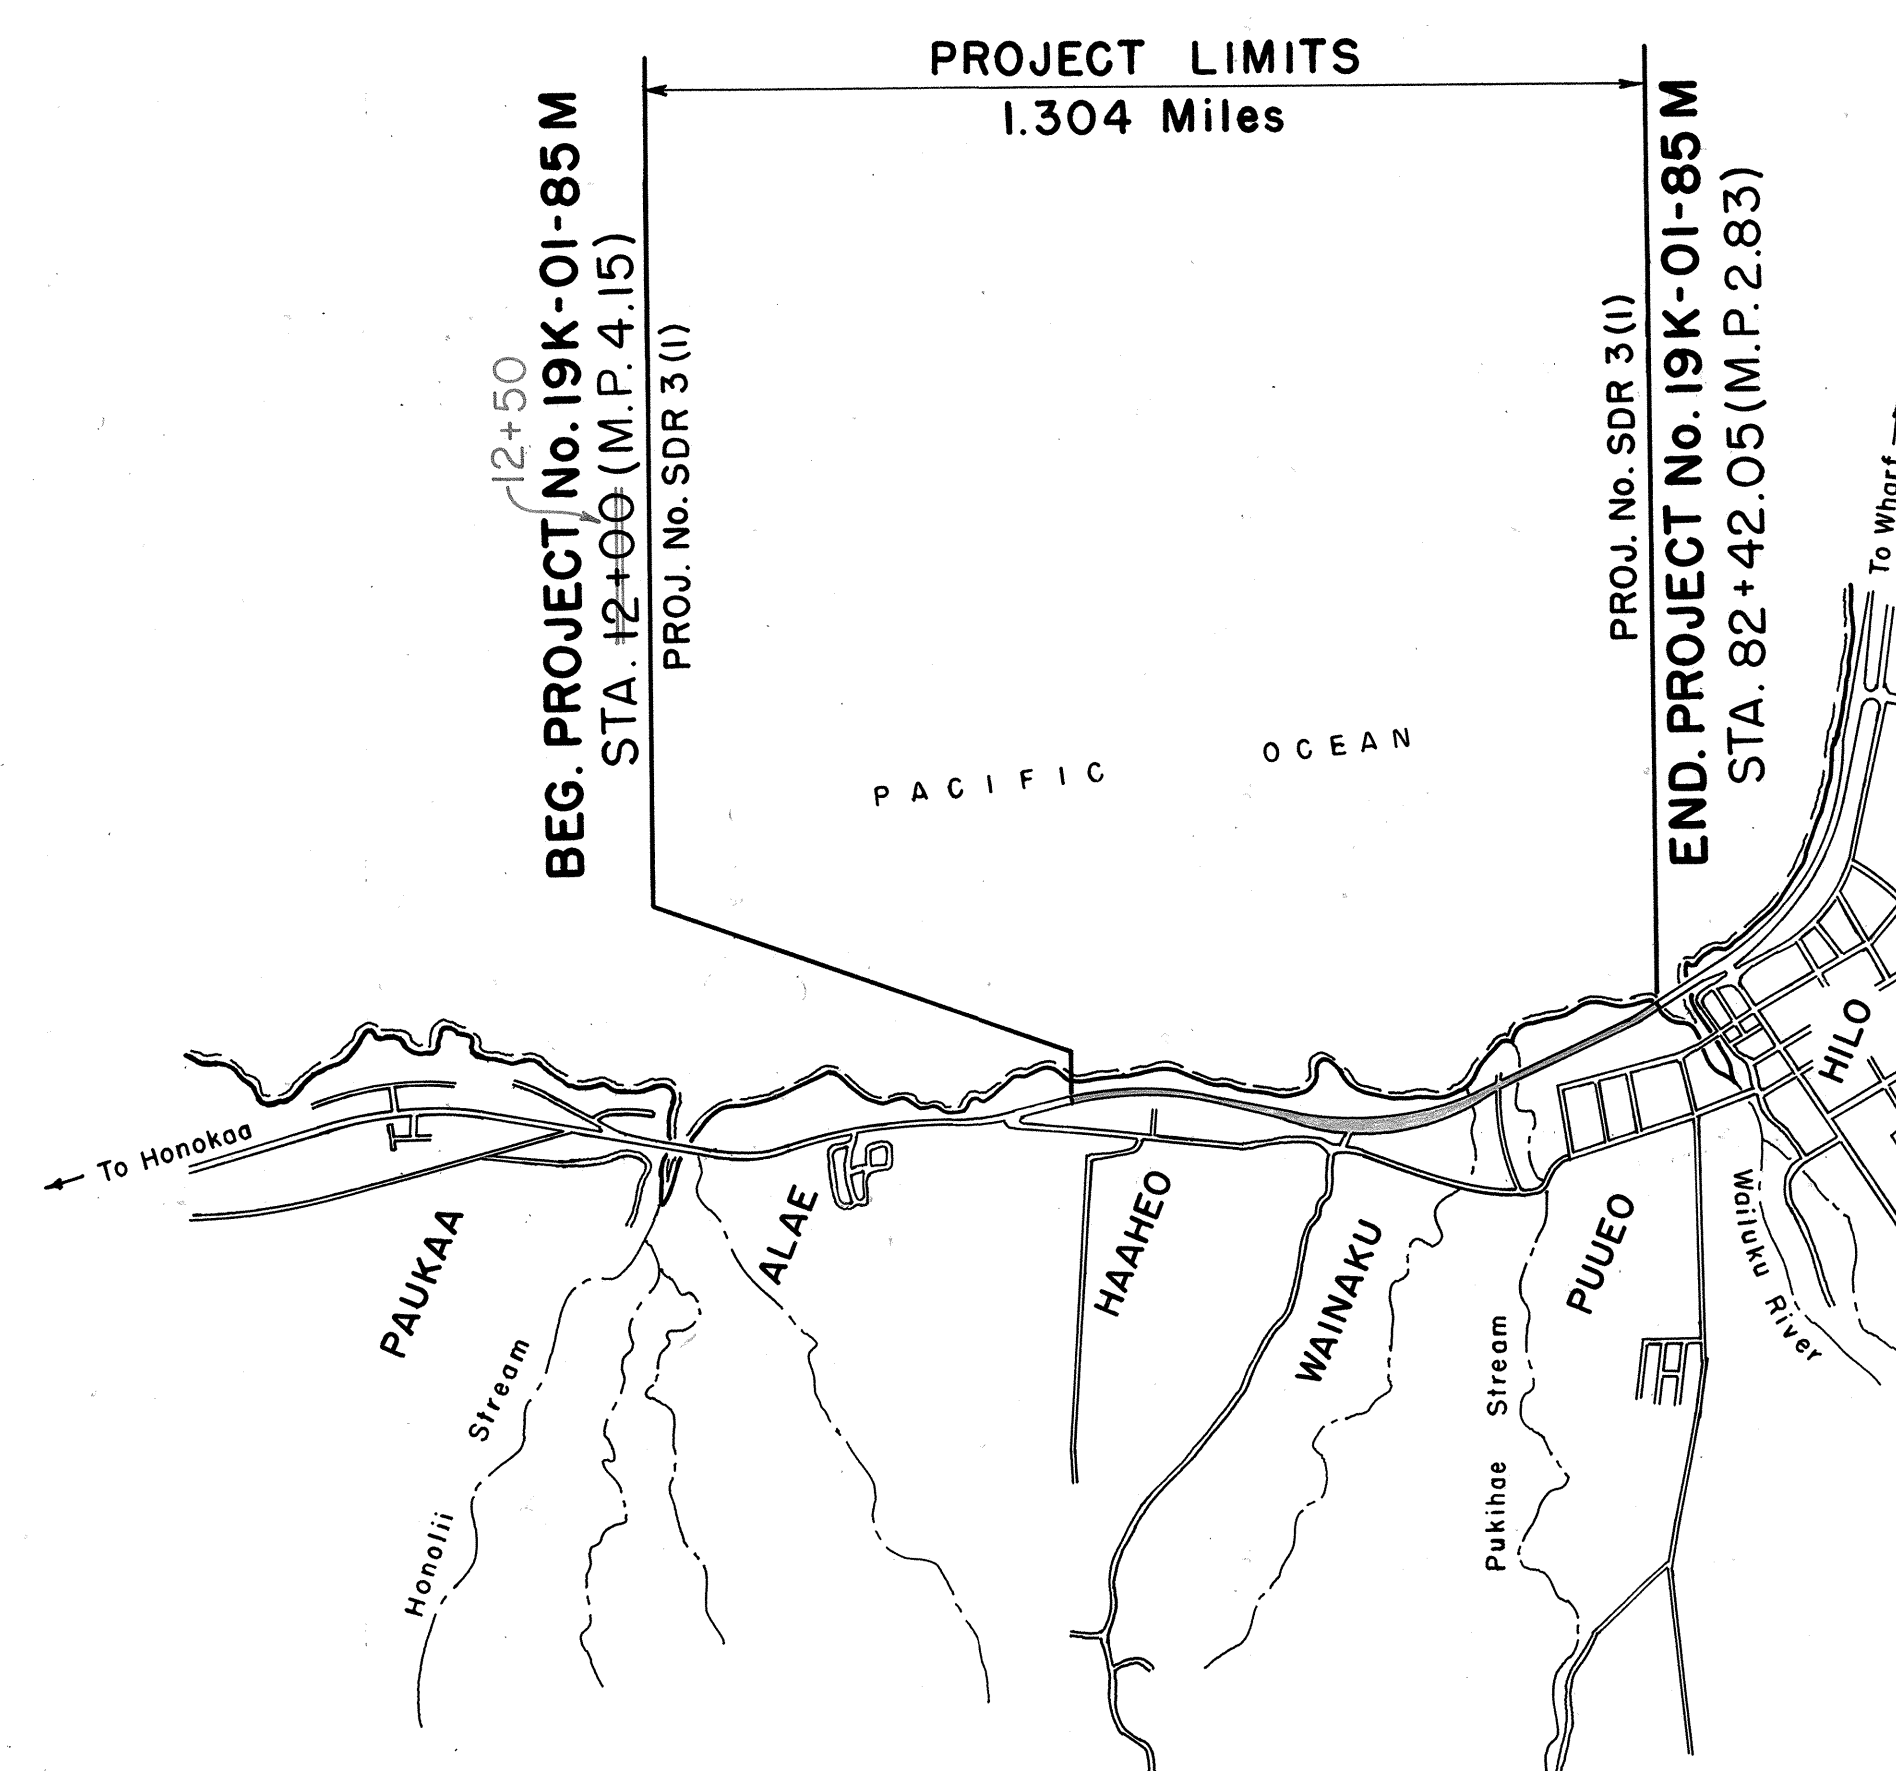 PROJECT LIMITS
1.304 Miles
BEG. PROJECT No. 19K-01-85M
12+50
STA. 12+00 (M.P. 4.15)
PROJ. No. SDR 3 (1)
PROJ. No. SDR 3 (1)
END. PROJECT No. 19K-01-85M
STA. 82+42.05 (M.P. 2.83)
To Wharf
PACIFIC OCEAN
HILO
To Honokaa
PAUKAA
ALAE
HAAHEO
WAINAKU
PUUEO
Wailuku River
Honolii Stream
Pukihae Stream